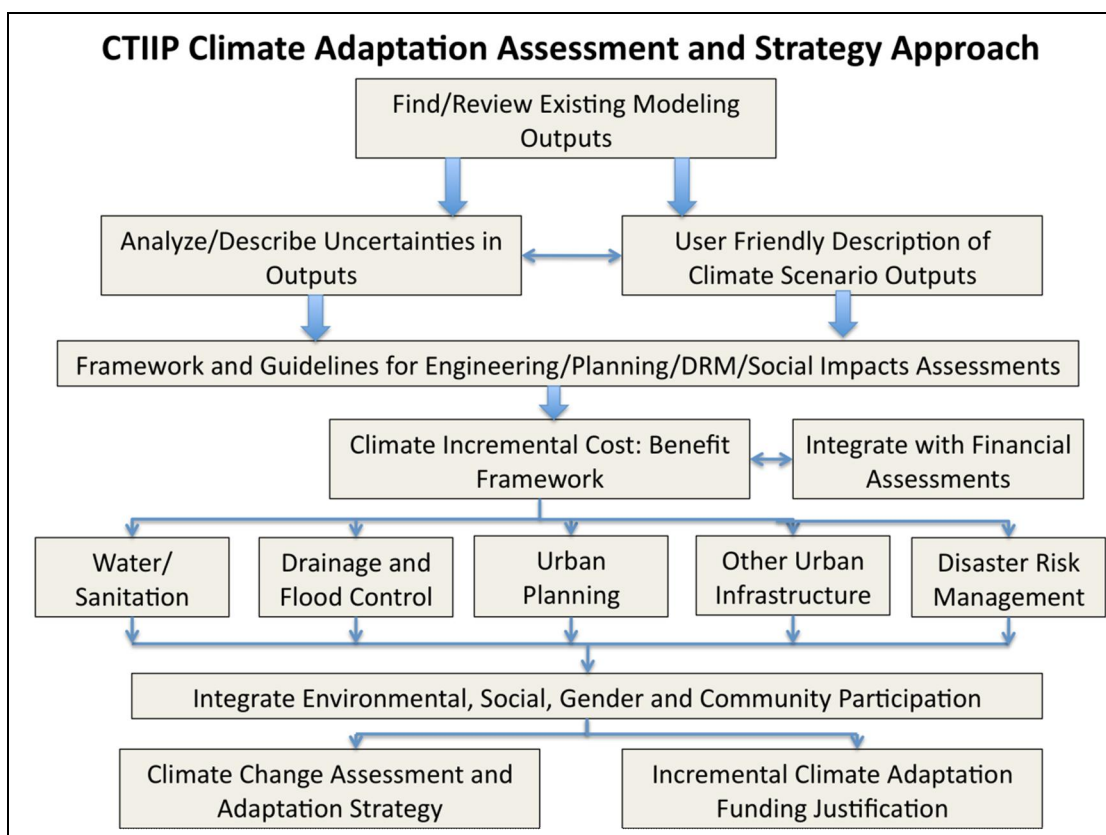 CTIIP Climate Adaptation Assessment and Strategy Approach
Find/Review Existing Modeling
Outputs
Analyze/Describe Uncertainties in
Outputs
User Friendly Description of
Climate Scenario Outputs
Framework and Guidelines for Engineering/Planning/DRM/Social Impacts Assessments
Climate Incremental Cost: Benefit
Framework
Integrate with Financial
Assessments
Water/
Sanitation
Drainage and
Flood Control
Urban
Planning
Other Urban
Infrastructure
Disaster Risk
Management
Integrate Environmental, Social, Gender and Community Participation
Climate Change Assessment and
Adaptation Strategy
Incremental Climate Adaptation
Funding Justification